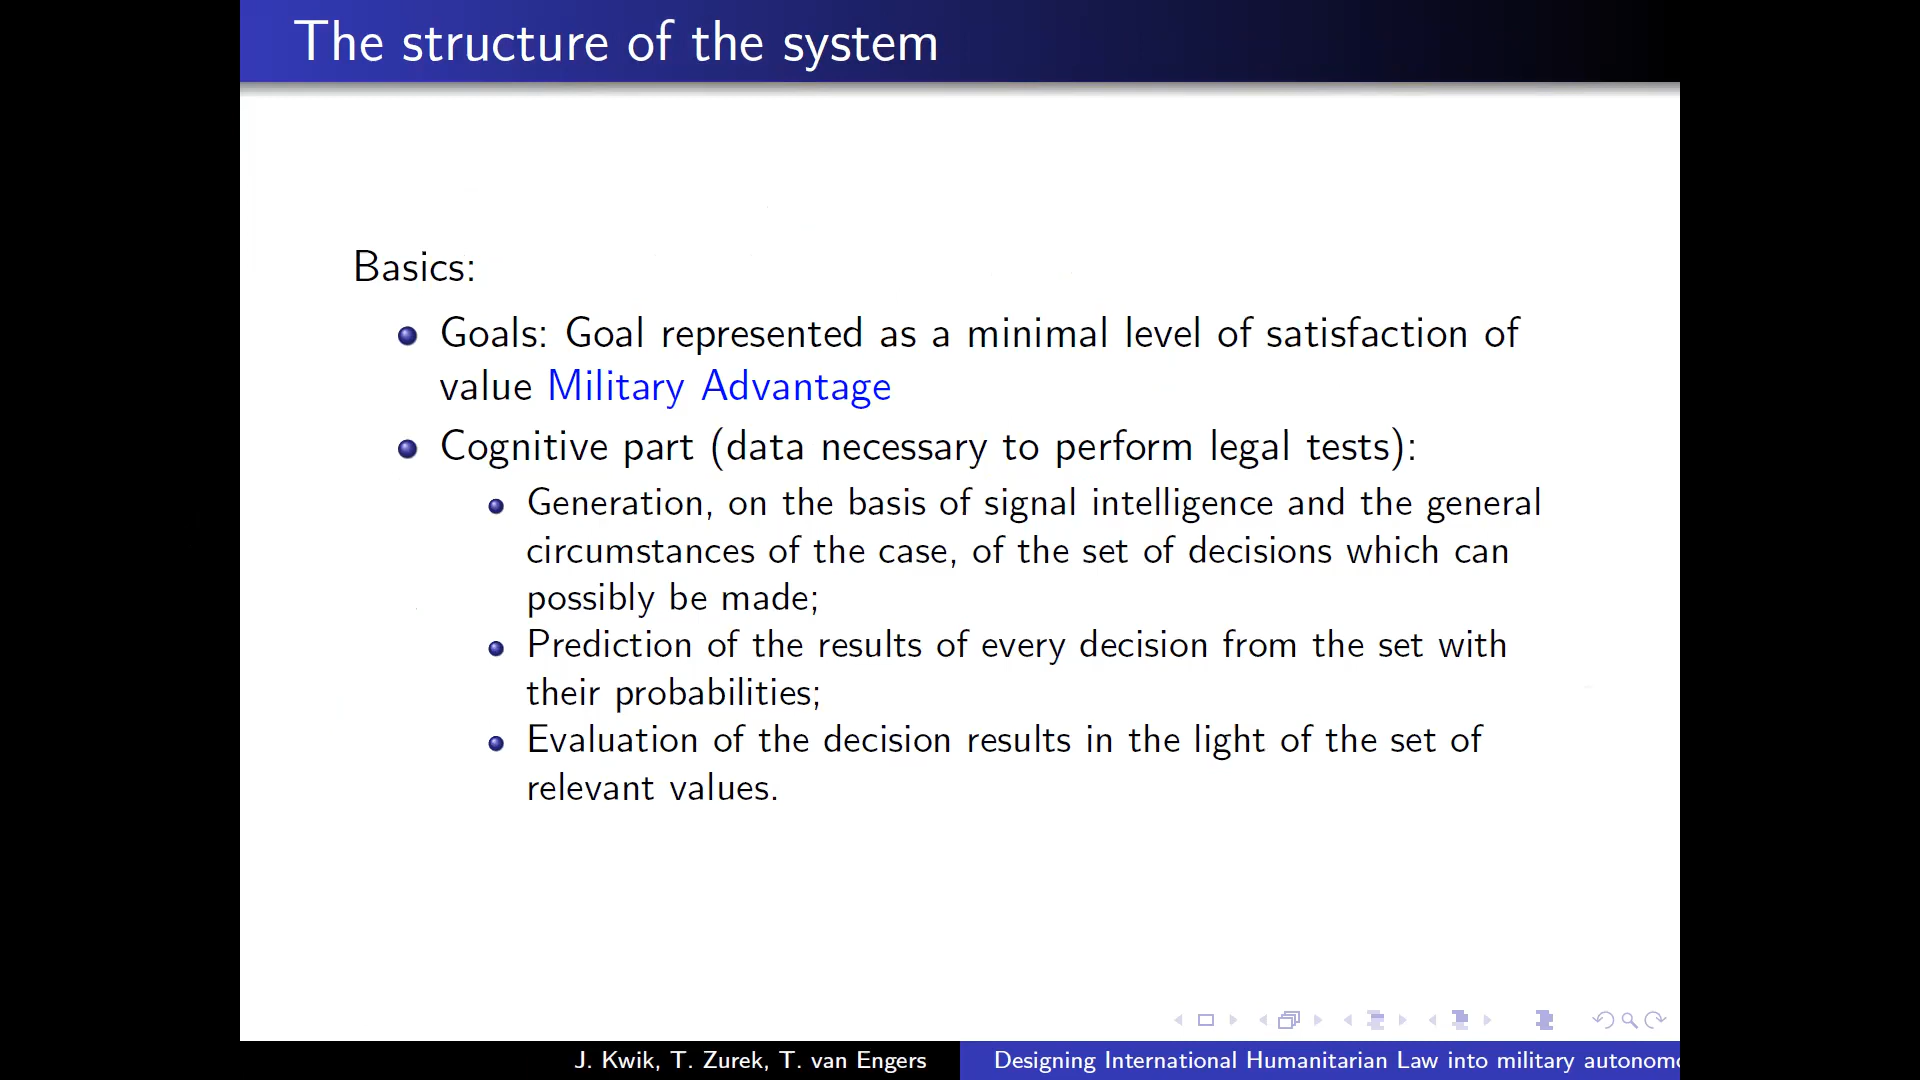 The structure of the system
Basics:
Goals: Goal represented as a minimal level of satisfaction of
value Military Advantage
Cognitive part (data necessary to perform legal tests):
Generation, on the basis of signal intelligence and the general
circumstances of the case, of the set of decisions which can
possibly be made;
Prediction of the results of every decision from the set with
their probabilities;
Evaluation of the decision results in the light of the set of
relevant values.
J. Kwik, T. Zurek, T. van Engers
Designing International Humanitarian Law into military autonomo